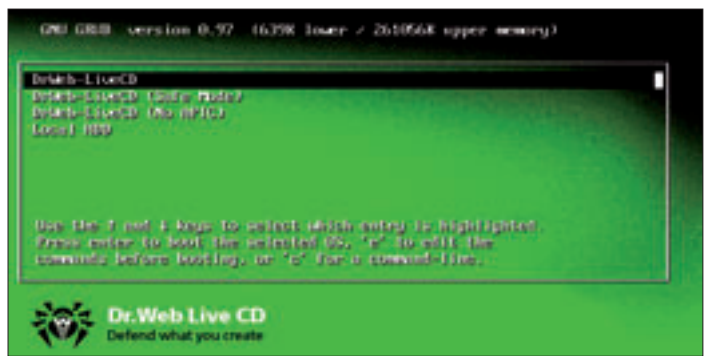 GNU GRUB version 0.97 (639K lower / 261056K upper memory)
DrWeb-LiveCD
DrWeb-LiveCD (Safe Mode)
DrWeb-LiveCD (No APIC)
Local HDD
Use the ↑ and ↓ keys to select which entry is highlighted.
Press enter to boot the selected OS, 'e' to edit the
commands before booting, or 'c' for a command-line.
Dr.Web Live CD
Defend what you create